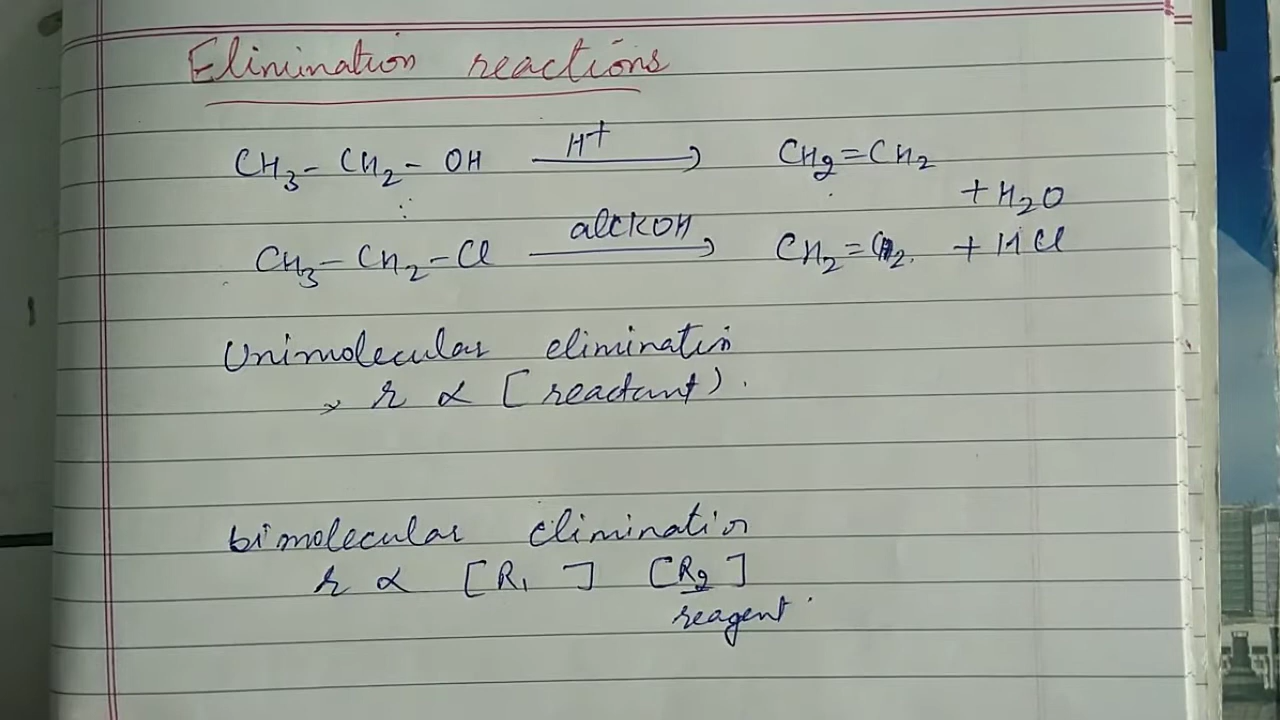 Elimination reactions
CH₃ - CH₂ - OH H⁺ → CH₂ = CH₂
+ H₂O
CH₃ - CH₂ - Cl alcKOH → CH₂ = CH₂ + HCl
Unimolecular elimination
r ∝ [reactant).
bimolecular elimination
r ∝ [R₁ ] [R₂]
reagent